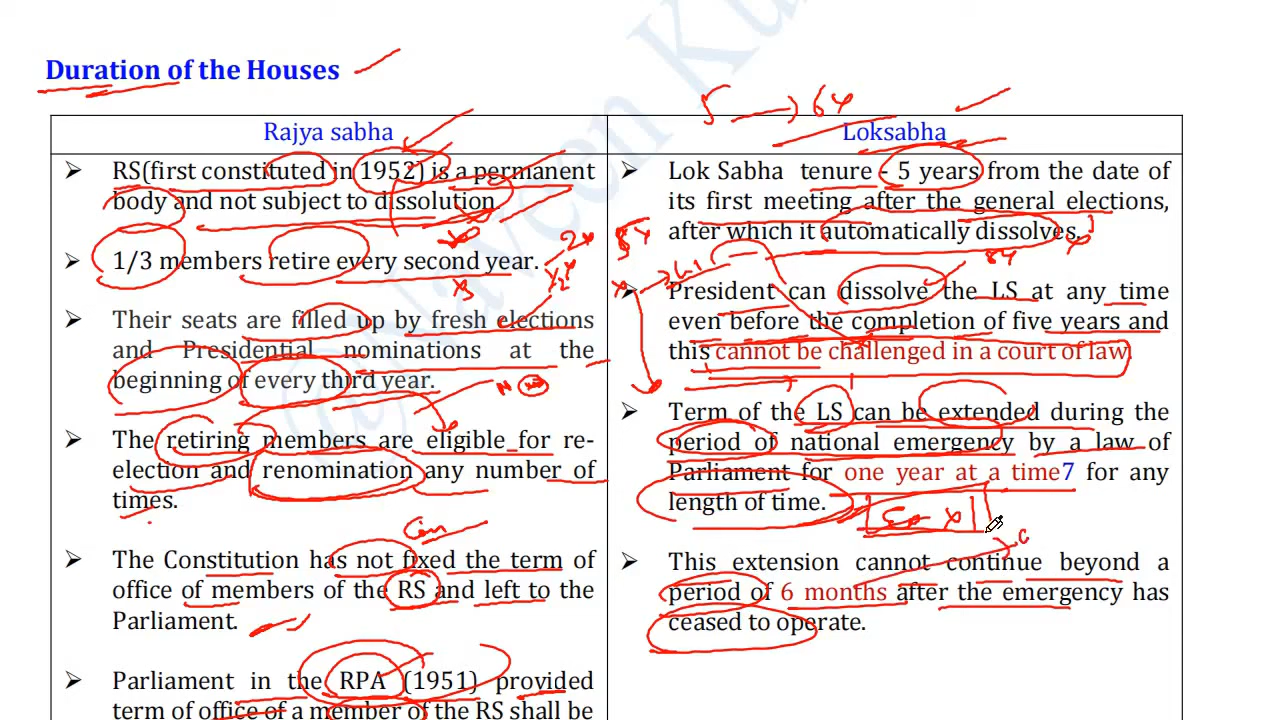 Duration of the Houses
5 → 64
Rajya sabha
RS(first constituted in 1952) is a permanent
body and not subject to dissolution.
1/3 members retire every second year.
Their seats are filled up by fresh elections
and Presidential nominations at the
beginning of every third year.
The retiring members are eligible for re-
election and renomination any number of
times.
The Constitution has not fixed the term of
office of members of the RS and left to the
Parliament.
Parliament in the RPA (1951) provided
term of office of a member of the RS shall be
Loksabha
Lok Sabha tenure - 5 years from the date of
its first meeting after the general elections,
after which it automatically dissolves.
President can dissolve the LS at any time
even before the completion of five years and
this cannot be challenged in a court of law.
Term of the LS can be extended during the
period of national emergency by a law of
Parliament for one year at a time7 for any
length of time.
This extension cannot continue beyond a
period of 6 months after the emergency has
ceased to operate.
@Naveen Ku